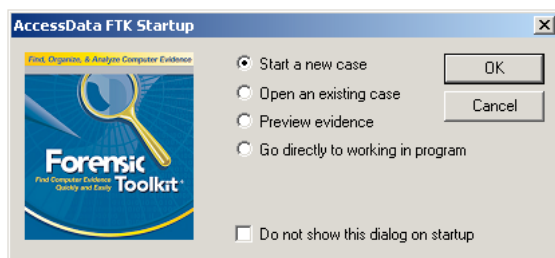 AccessData FTK Startup
Find, Organize, & Analyze Computer Evidence
Forensic
Find Computer Evidence
Quickly and Easily
Toolkit
Start a new case
Open an existing case
Preview evidence
Go directly to working in program
Do not show this dialog on startup
OK
Cancel